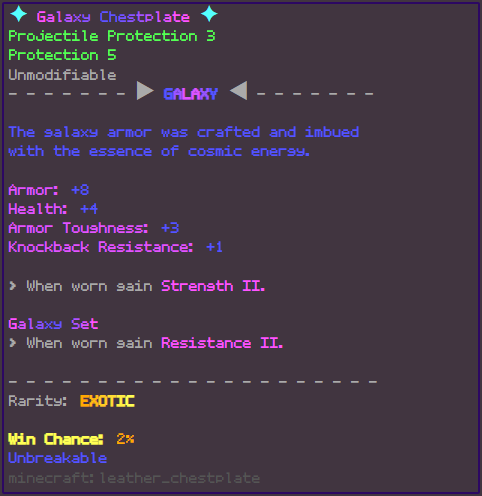 ✦ Galaxy Chestplate ✦
Projectile Protection 3
Protection 5
Unmodifiable
- - - - - - - ▶ GALAXY ◀ - - - - - - -
The galaxy armor was crafted and imbued
with the essence of cosmic energy.
Armor: +8
Health: +4
Armor Toughness: +3
Knockback Resistance: +1
> When worn gain Strength II.
Galaxy Set
> When worn gain Resistance II.
- - - - - - - - - - - - - - - - - - - - -
Rarity: EXOTIC
Win Chance: 2%
Unbreakable
minecraft:leather_chestplate